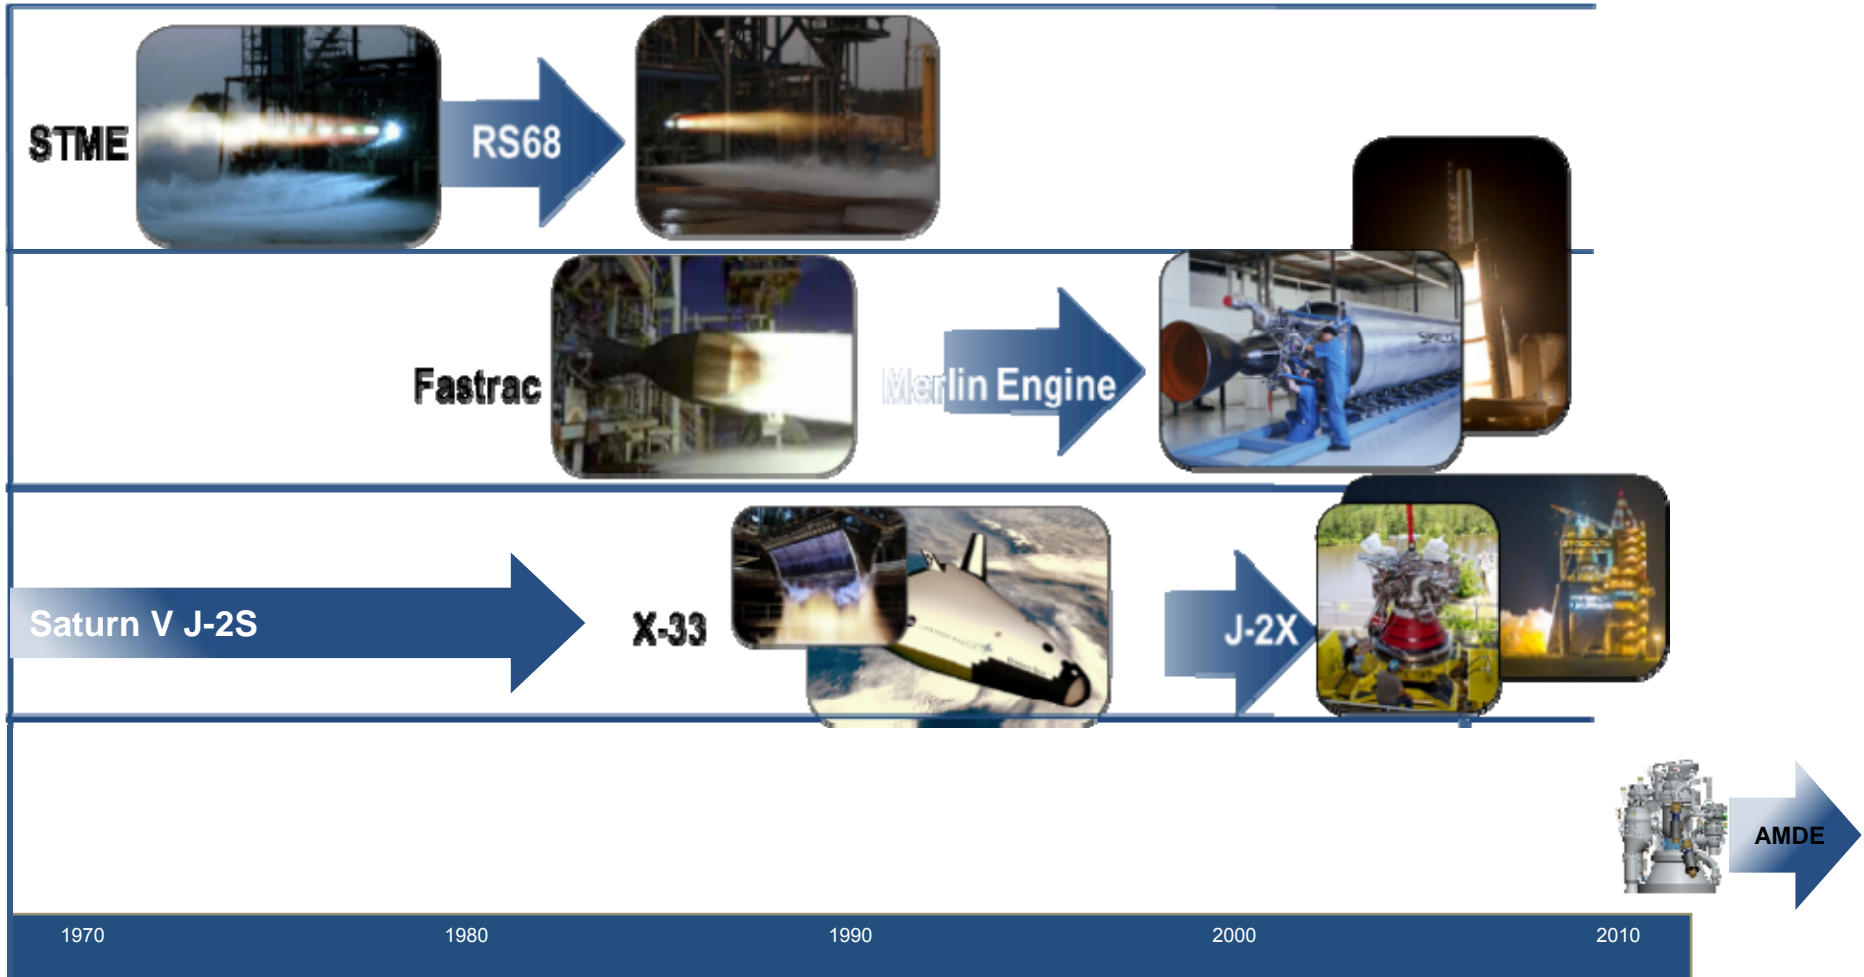 STME
RS68
Fastrac
Merlin Engine
Saturn V J-2S
X-33
J-2X
AMDE
1970
1980
1990
2000
2010